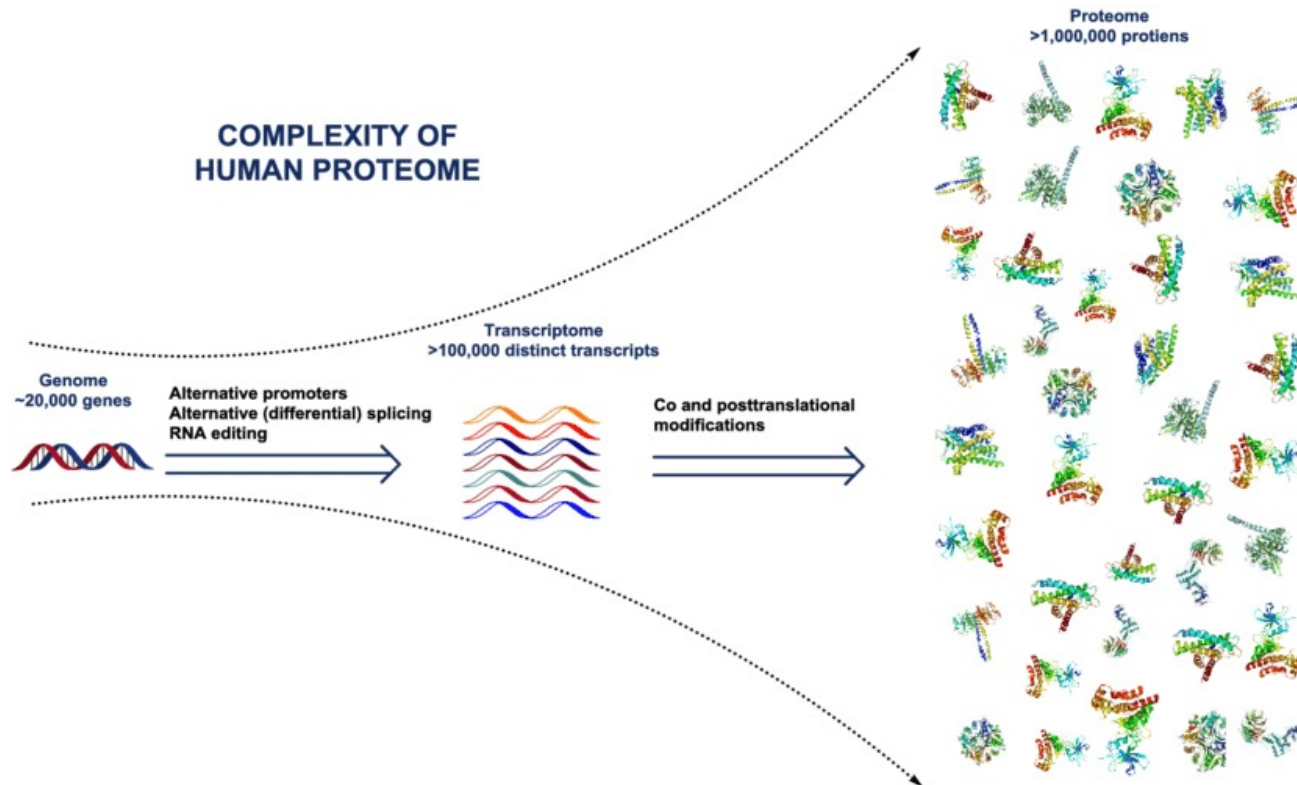 COMPLEXITY OF
HUMAN PROTEOME
Genome
~20,000 genes
Alternative promoters
Alternative (differential) splicing
RNA editing
Transcriptome
>100,000 distinct transcripts
Co and posttranslational
modifications
Proteome
>1,000,000 protiens